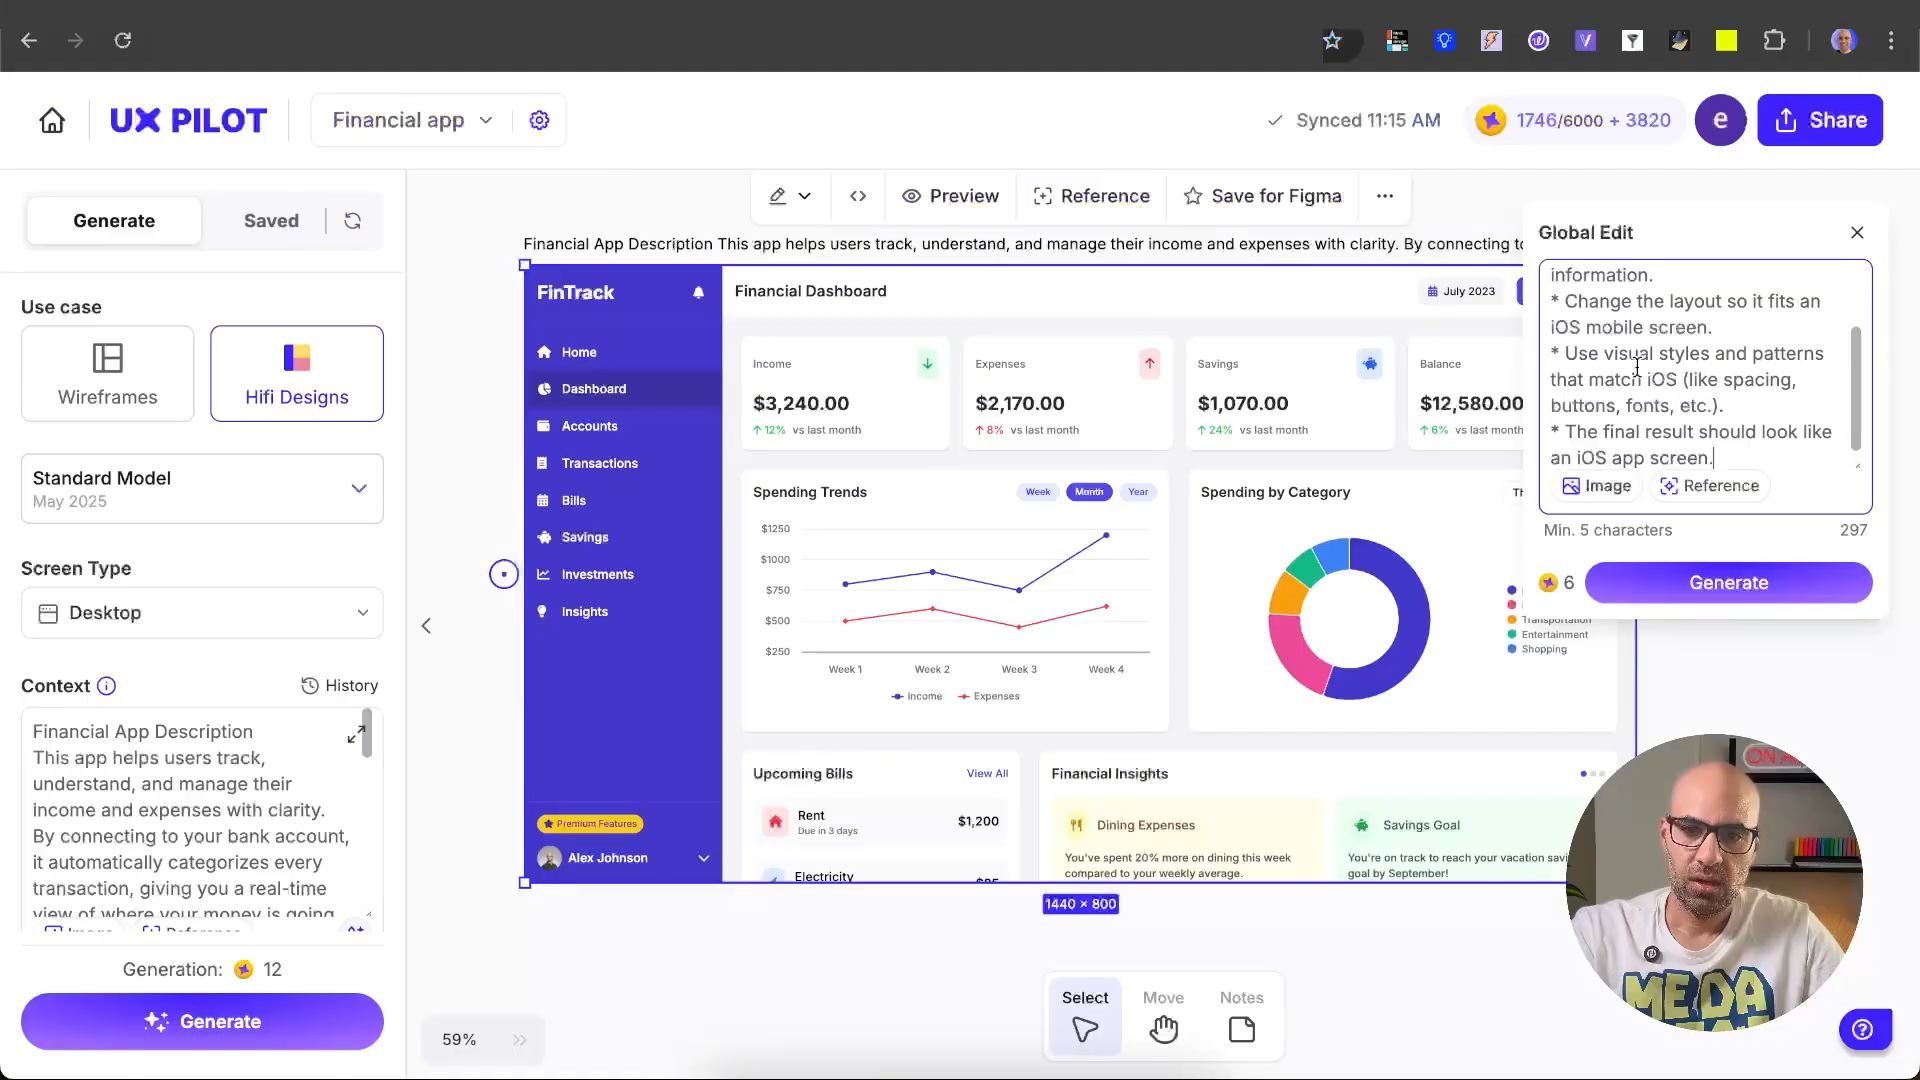 UX PILOT
Financial app
Synced 11:15 AM
1746/6000 + 3820
e
Share
Generate
Saved
Use case
Wireframes
Hifi Designs
Standard Model
May 2025
Screen Type
Desktop
Context
History
Financial App Description
This app helps users track,
understand, and manage their
income and expenses with clarity.
By connecting to your bank account,
it automatically categorizes every
transaction, giving you a real-time
view of where your money is going
Image
Reference
Generation: 12
Generate
Preview
Reference
Save for Figma
Financial App Description This app helps users track, understand, and manage their income and expenses with clarity. By connecting to
FinTrack
Home
Dashboard
Accounts
Transactions
Bills
Savings
Investments
Insights
Premium Features
Alex Johnson
Financial Dashboard
July 2023
Income
$3,240.00
12% vs last month
Expenses
$2,170.00
8% vs last month
Savings
$1,070.00
24% vs last month
Balance
$12,580.00
6% vs last month
Spending Trends
Week
Month
Year
$1250
$1000
$750
$500
$250
Week 1
Week 2
Week 3
Week 4
Income
Expenses
Spending by Category
Transportation
Entertainment
Shopping
Upcoming Bills
View All
Rent
Due in 3 days
$1,200
Electricity
Financial Insights
Dining Expenses
You've spent 20% more on dining this week
compared to your weekly average.
Savings Goal
You're on track to reach your vacation
goal by September!
1440 × 800
Global Edit
information.
* Change the layout so it fits an
iOS mobile screen.
* Use visual styles and patterns
that match iOS (like spacing,
buttons, fonts, etc.).
* The final result should look like
an iOS app screen.
Image
Reference
Min. 5 characters
297
6
Generate
59%
Select
Move
Notes
ON
ME DA